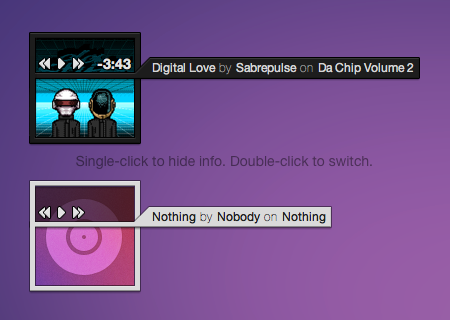 -3:43
Digital Love by Sabrepulse on Da Chip Volume 2
Single-click to hide info. Double-click to switch.
Nothing by Nobody on Nothing